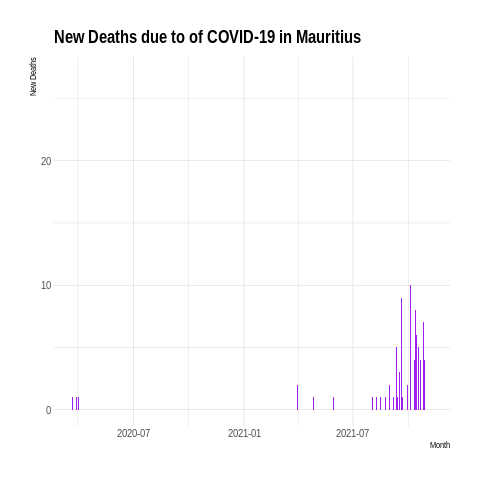 New Deaths due to of COVID-19 in Mauritius
New Deaths
20
10
0
2020-07 2021-01 2021-07
Month